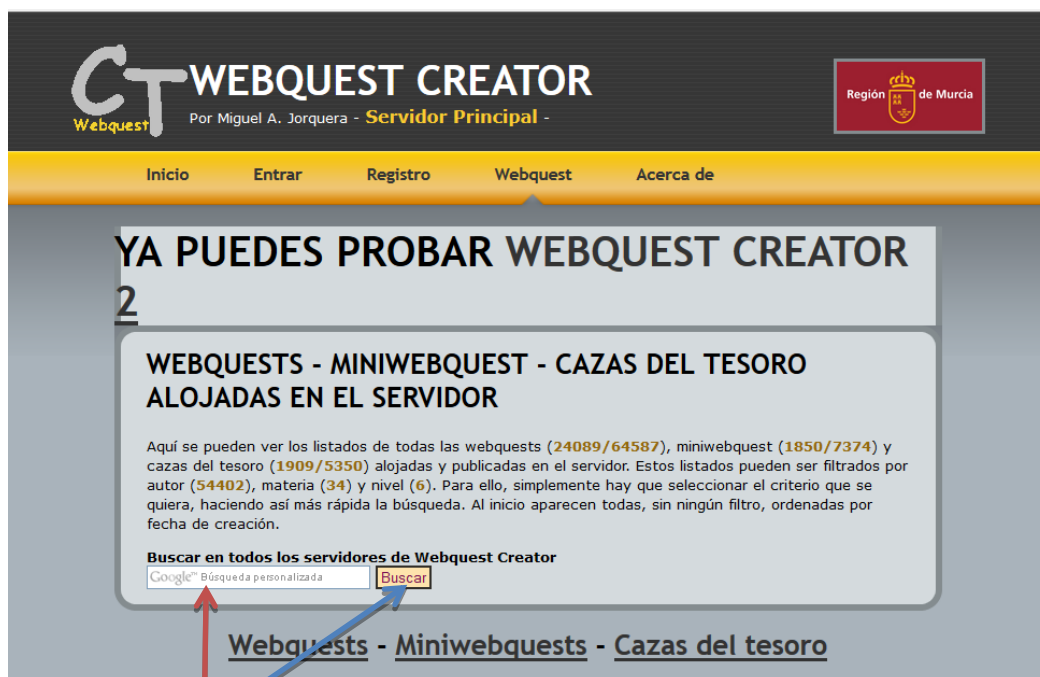 CT
Webquest
WEBQUEST CREATOR
Por Miguel A. Jorquera - Servidor Principal -
Región de Murcia
Inicio Entrar Registro Webquest Acerca de
YA PUEDES PROBAR WEBQUEST CREATOR
2
WEBQUESTS - MINIWEBQUEST - CAZAS DEL TESORO
ALOJADAS EN EL SERVIDOR
Aquí se pueden ver los listados de todas las webquests (24089/64587), miniwebquest (1850/7374) y
cazas del tesoro (1909/5350) alojadas y publicadas en el servidor. Estos listados pueden ser filtrados por
autor (54402), materia (34) y nivel (6). Para ello, simplemente hay que seleccionar el criterio que se
quiera, haciendo así más rápida la búsqueda. Al inicio aparecen todas, sin ningún filtro, ordenadas por
fecha de creación.
Buscar en todos los servidores de Webquest Creator
Google™ Búsqueda personalizada Buscar
Webquests - Miniwebquests - Cazas del tesoro